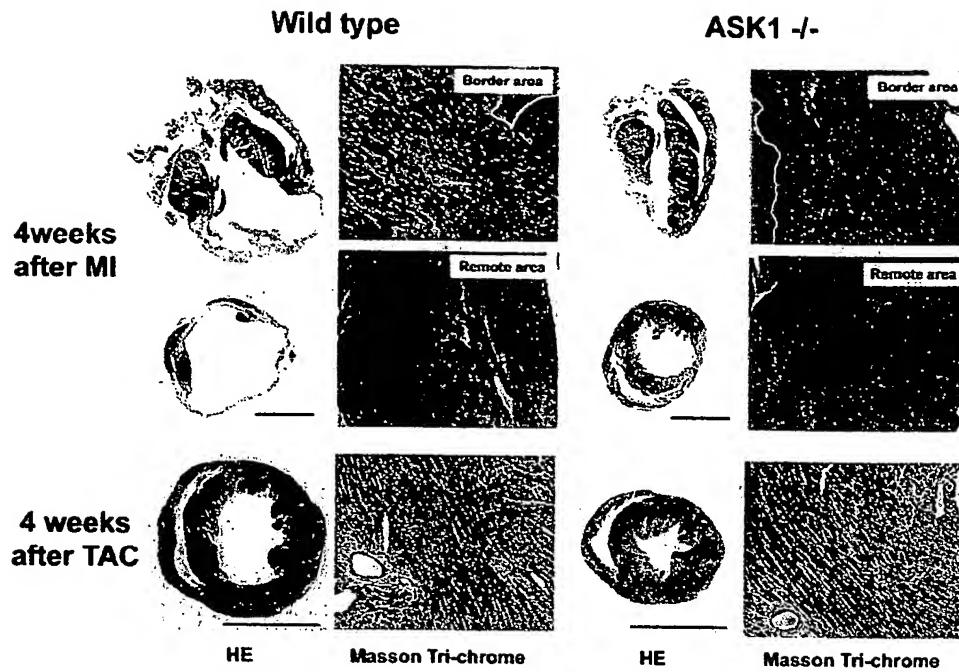 Wild type
ASK1 -/-
Border area
Border area
4weeks
after MI
Remote area
Remote area
4 weeks
after TAC
HE
Masson Tri-chrome
HE
Masson Tri-chrome